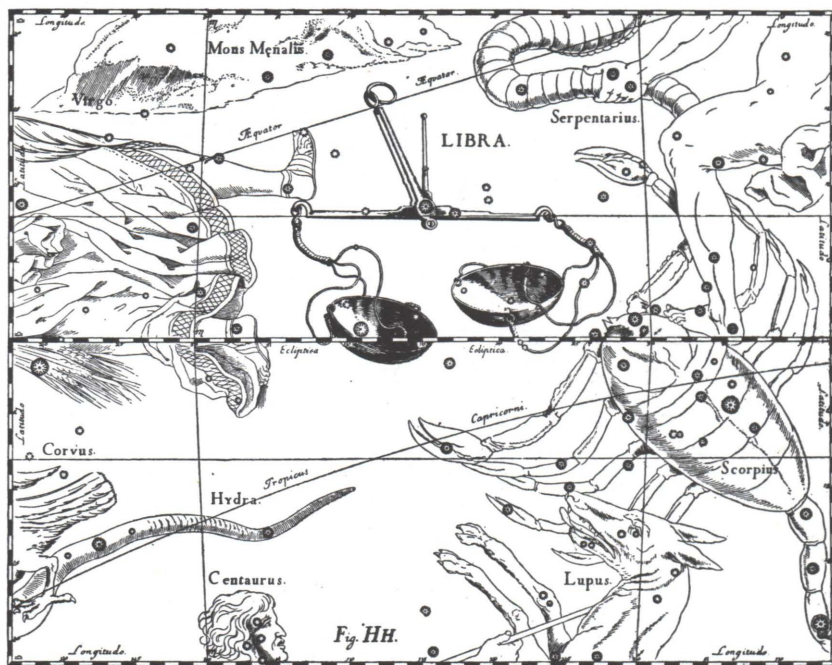 Longitudo.
Longitudo.
Mons Męnalis.
Æquator.
Virgo.
Æquator
Serpentarius.
LIBRA.
Latitudo
Latitudo
Ecliptica
Ecliptica.
Capricorni.
Latitudo
Latitudo
Corvus.
Scorpius
Tropicus
Hydra.
Centaurus.
Lupus.
Fig. HH.
Longitudo.
Longitudo.